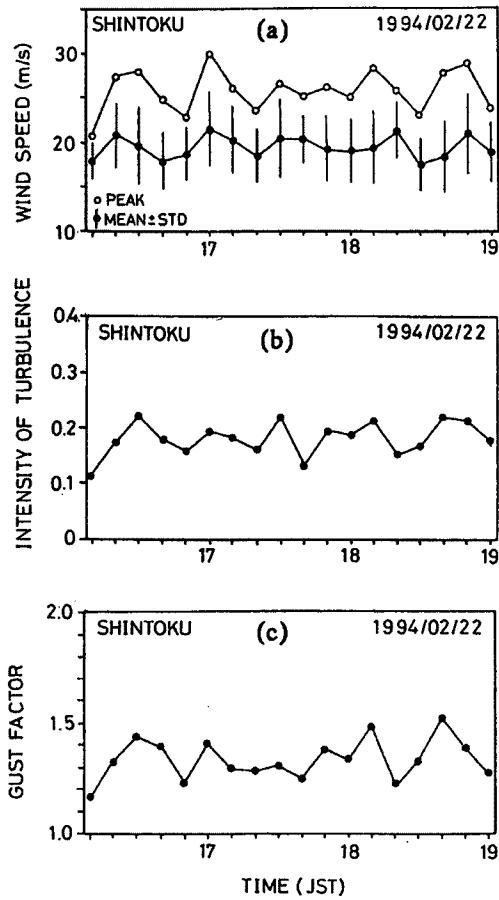 SHINTOKU (a) 1994/02/22
WIND SPEED (m/s)
30
20
10
PEAK
MEAN±STD
17 18 19
SHINTOKU (b) 1994/02/22
INTENSITY OF TURBULENCE
0.4
0.3
0.2
0.1
0
17 18 19
SHINTOKU (c) 1994/02/22
GUST FACTOR
2.0
1.5
1.0
17 18 19
TIME (JST)